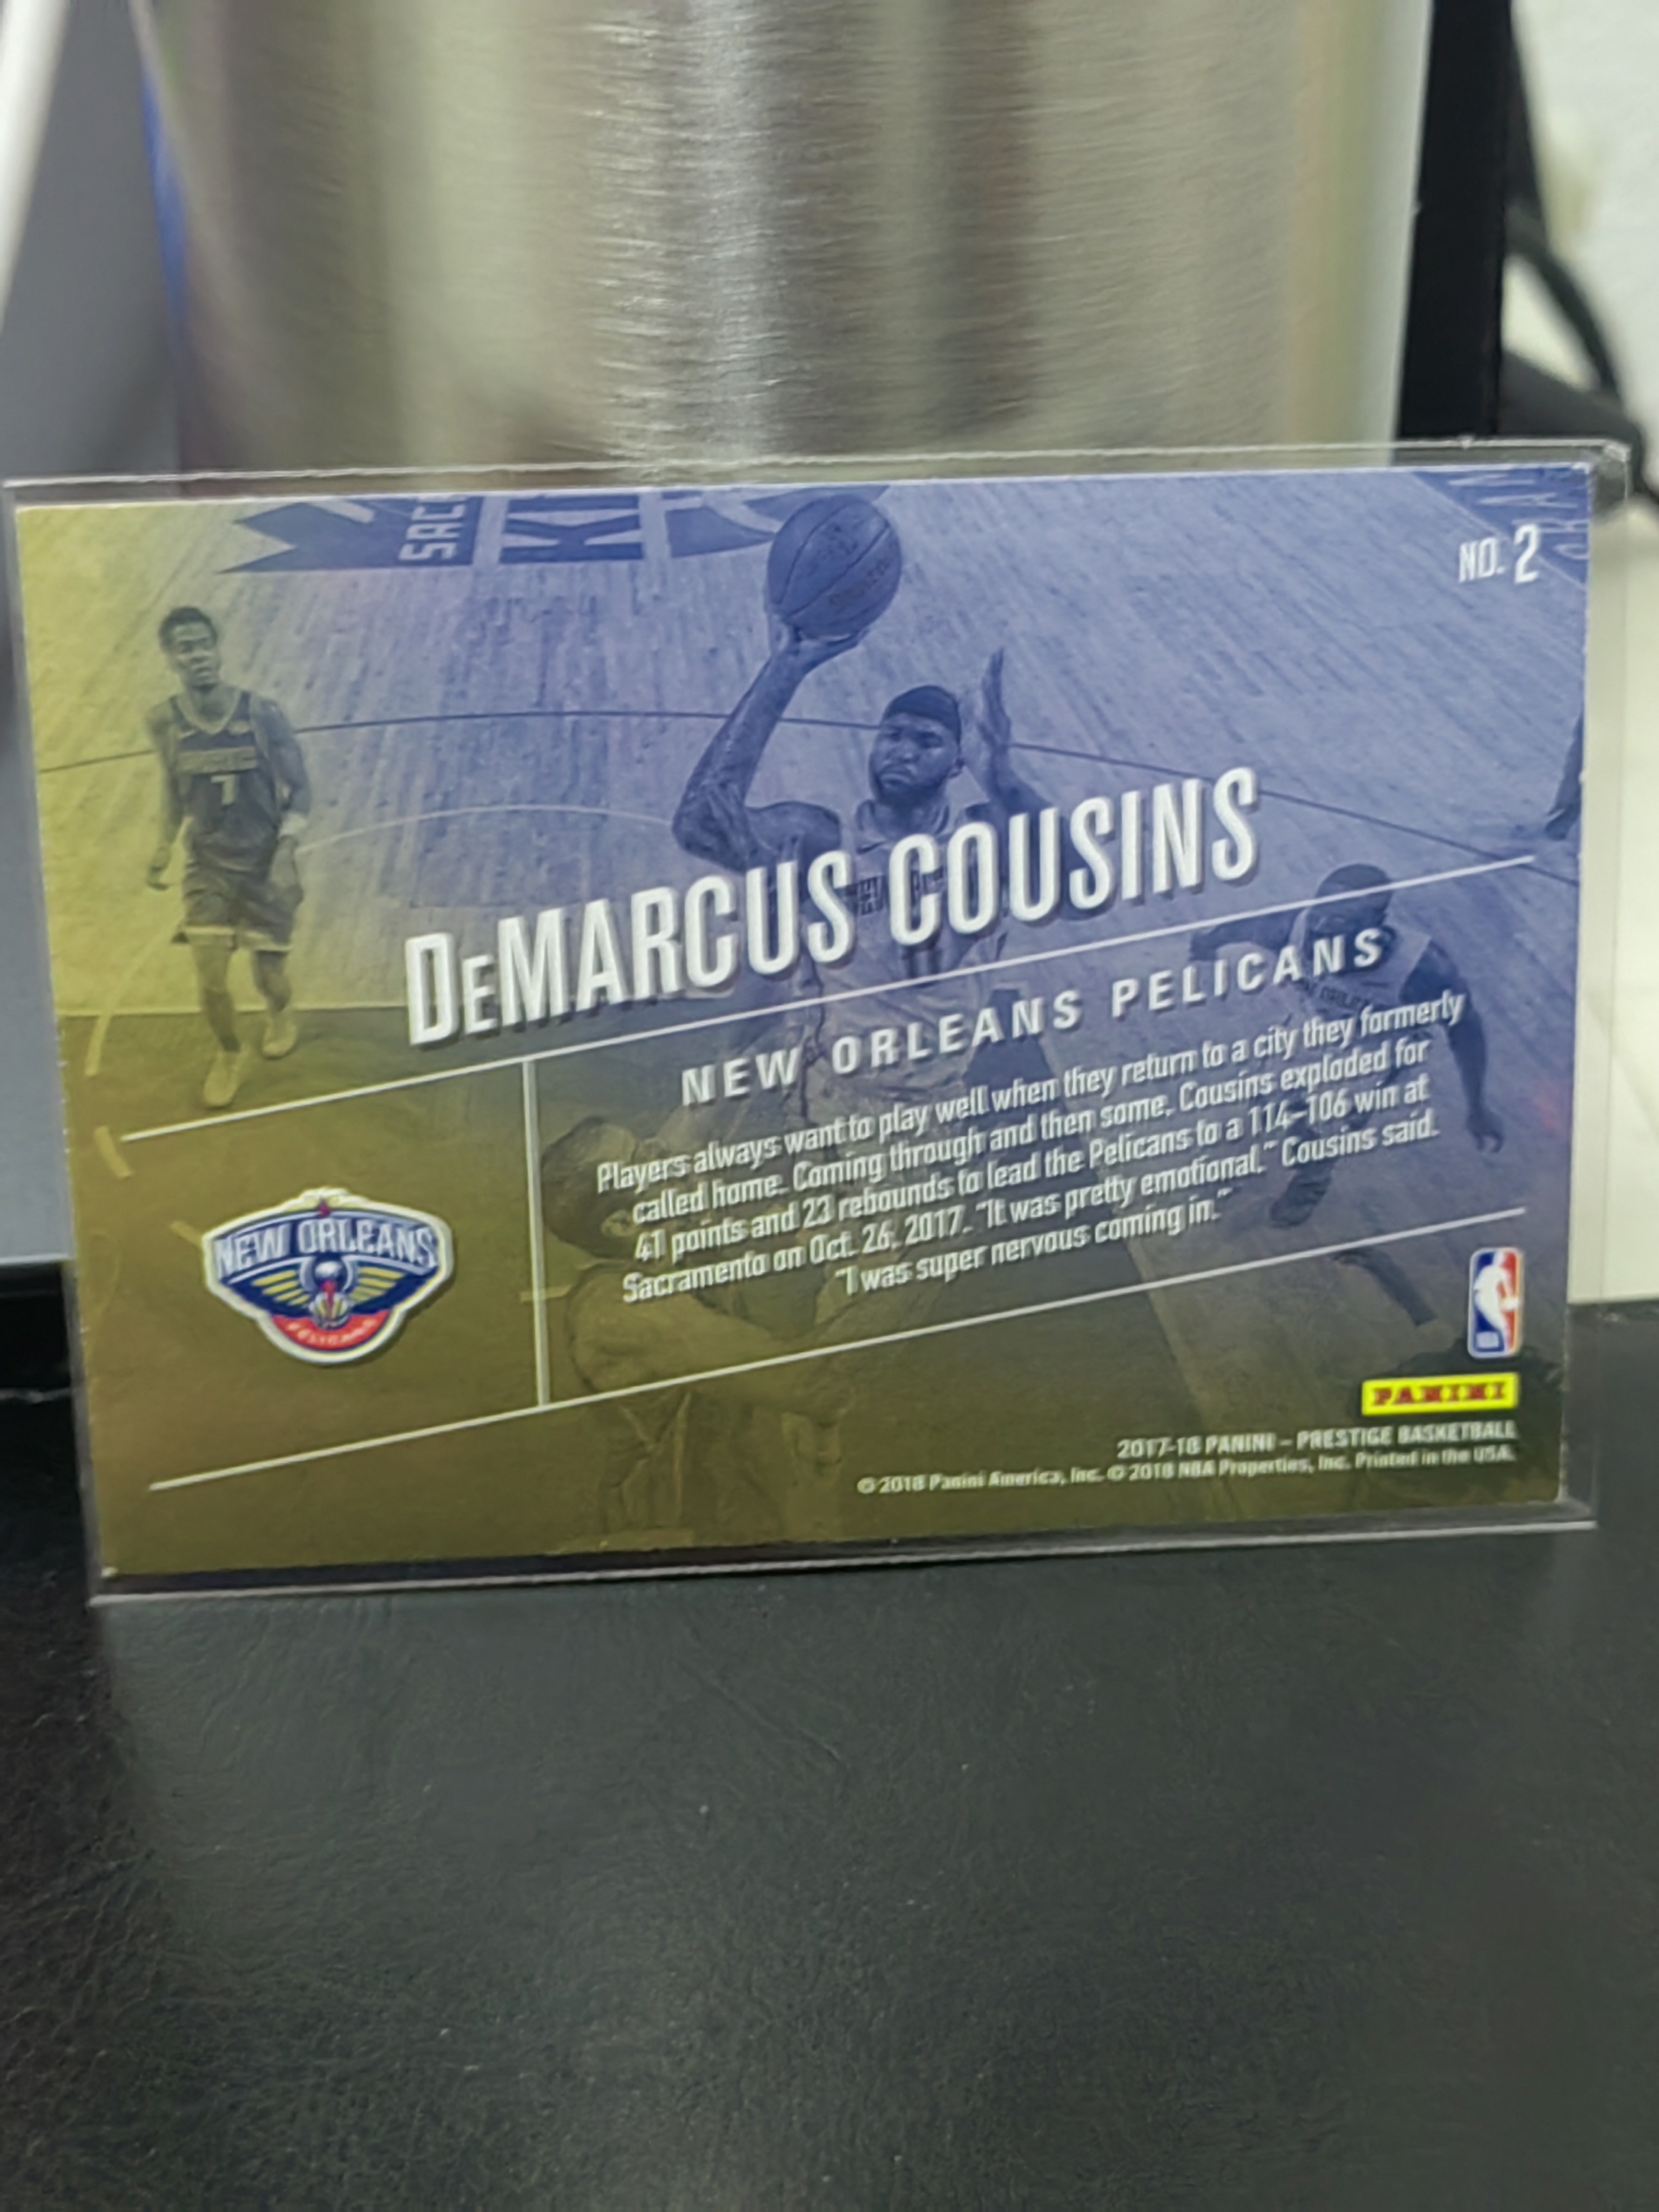 SAC
NO. 2
7
DeMARCUS COUSINS
NEW ORLEANS PELICANS
Players always want to play well when they return to a city they formerly
called home. Coming through and then some, Cousins exploded for
41 points and 23 rebounds to lead the Pelicans to a 114–106 win at
Sacramento on Oct. 26, 2017. "It was pretty emotional." Cousins said.
"I was super nervous coming in."
NEW ORLEANS
PELICANS
NBA
PANINI
2017-18 PANINI – PRESTIGE BASKETBALL
© 2018 Panini America, Inc. © 2018 NBA Properties, Inc. Printed in the USA.